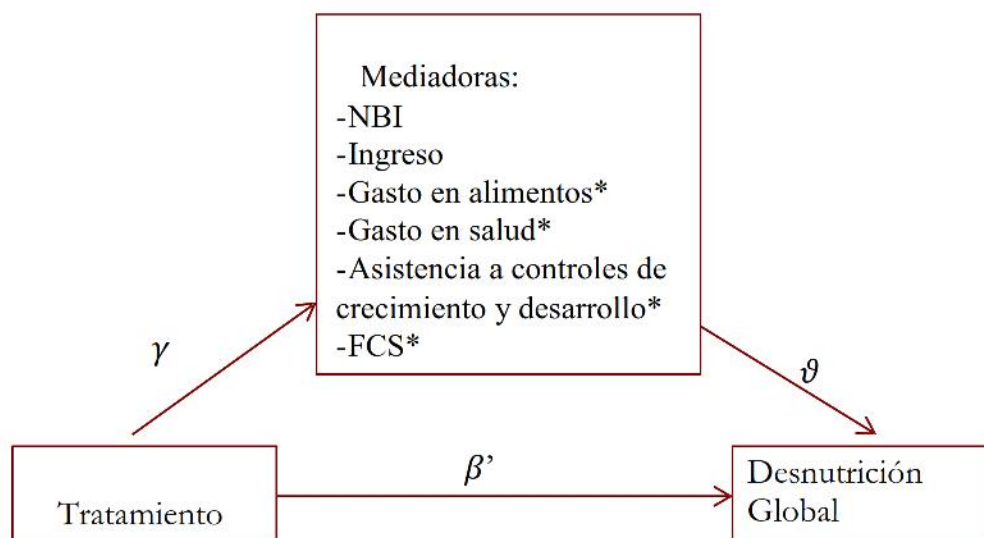 Mediadoras:
-NBI
-Ingreso
-Gasto en alimentos*
-Gasto en salud*
-Asistencia a controles de
crecimiento y desarrollo*
-FCS*
γ
ϑ
β’
Tratamiento
Desnutrición
Global